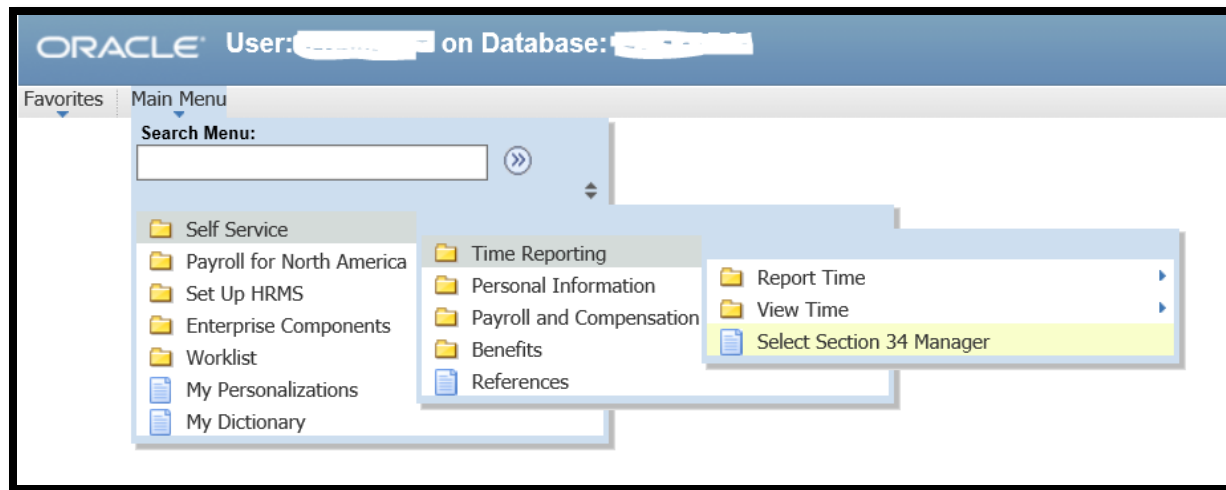 ORACLE User: on Database:
Favorites Main Menu
Search Menu:
Self Service
Payroll for North America
Set Up HRMS
Enterprise Components
Worklist
My Personalizations
My Dictionary
Time Reporting
Personal Information
Payroll and Compensation
Benefits
References
Report Time
View Time
Select Section 34 Manager